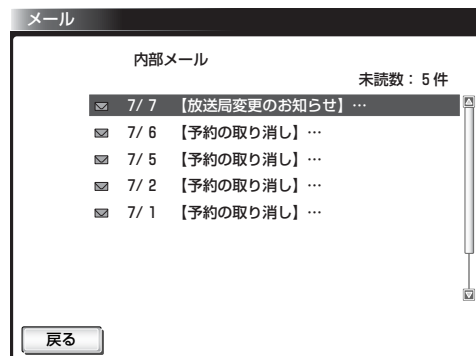 メール
内部メール
未読数：5件
7/ 7 【放送局変更のお知らせ】…
7/ 6 【予約の取り消し】…
7/ 5 【予約の取り消し】…
7/ 2 【予約の取り消し】…
7/ 1 【予約の取り消し】…
戻る